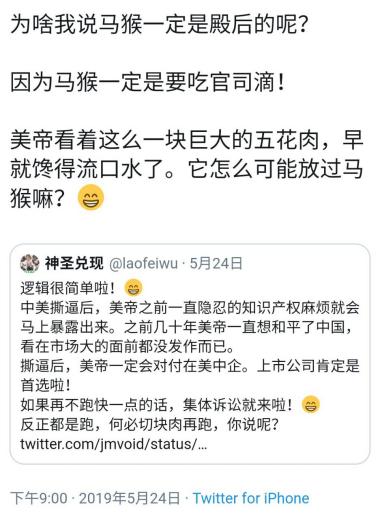 为啥我说马猴一定是殿后的呢？
因为马猴一定是要吃官司滴！
美帝看着这么一块巨大的五花肉，早
就馋得流口水了。它怎么可能放过马
猴嘛？😁
神圣兑现 @laofeiwu · 5月24日
逻辑很简单啦！😁
中美撕逼后，美帝之前一直隐忍的知识产权麻烦就会
马上暴露出来。之前几十年美帝一直想和平了中国，
看在市场大的面前都没发作而已。
撕逼后，美帝一定会对付在美中企。上市公司肯定是
首选啦！
如果再不跑快一点的话，集体诉讼就来啦！😁
反正都是跑，何必切块肉再跑，你说呢？
twitter.com/jmvoid/status/...
下午9:00 · 2019年5月24日 · Twitter for iPhone